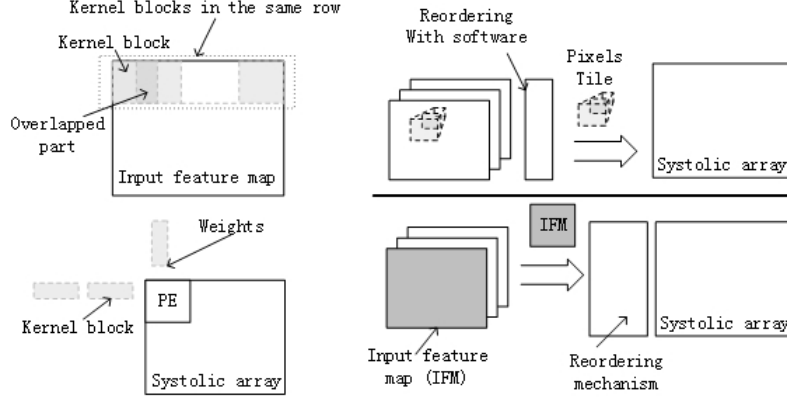 Kernel blocks in the same row
Kernel block
Overlapped
part
Input feature map
Weights
PE
Kernel block
Systolic array
Reordering
With software
Pixels
Tile
Systolic array
IFM
Systolic array
Input feature
map (IFM)
Reordering
mechanism